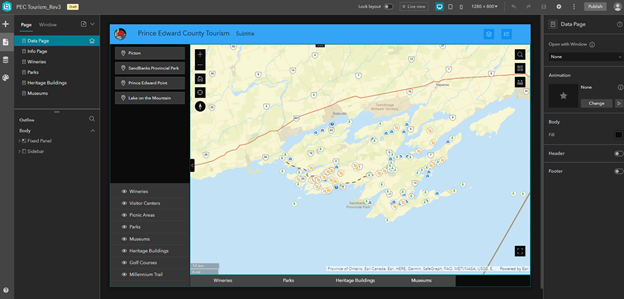 PEC Tourism_Rev3
Lock layout
Live view
1280 × 800
Publish
Page
Window
Data Page
Info Page
Wineries
Parks
Heritage Buildings
Museums
Outline
Body
Fixed Panel
Sidebar
Prince Edward County Tourism
Subtitle
Picton
SandBanks Provincial Park
Prince Edward Point
Lake on the Mountain
Wineries
Visitor Centers
Picnic Areas
Parks
Museums
Heritage Buildings
Golf Courses
Millennium Trail
Belleville
Sandbanks
Provincial Park
Province of Ontario, Esri Canada, Esri, HERE, Garmin, SafeGraph, FAO, METI/NASA, USGS, E...
Powered by Esri
Wineries
Parks
Heritage Buildings
Museums
Data Page
Open with Window
None
Animation
None
Change
Body
Fill
Header
Footer